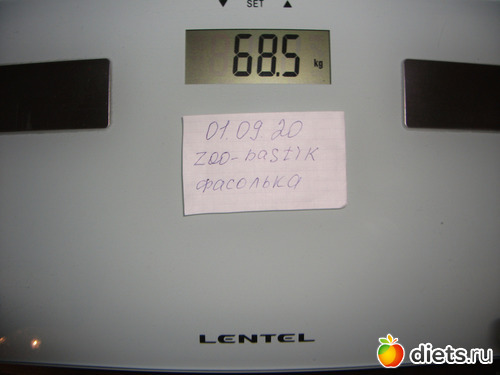 SET
68.5 kg
01.09.20
zoo-bastik
фасолька
LENTEL
diets.ru